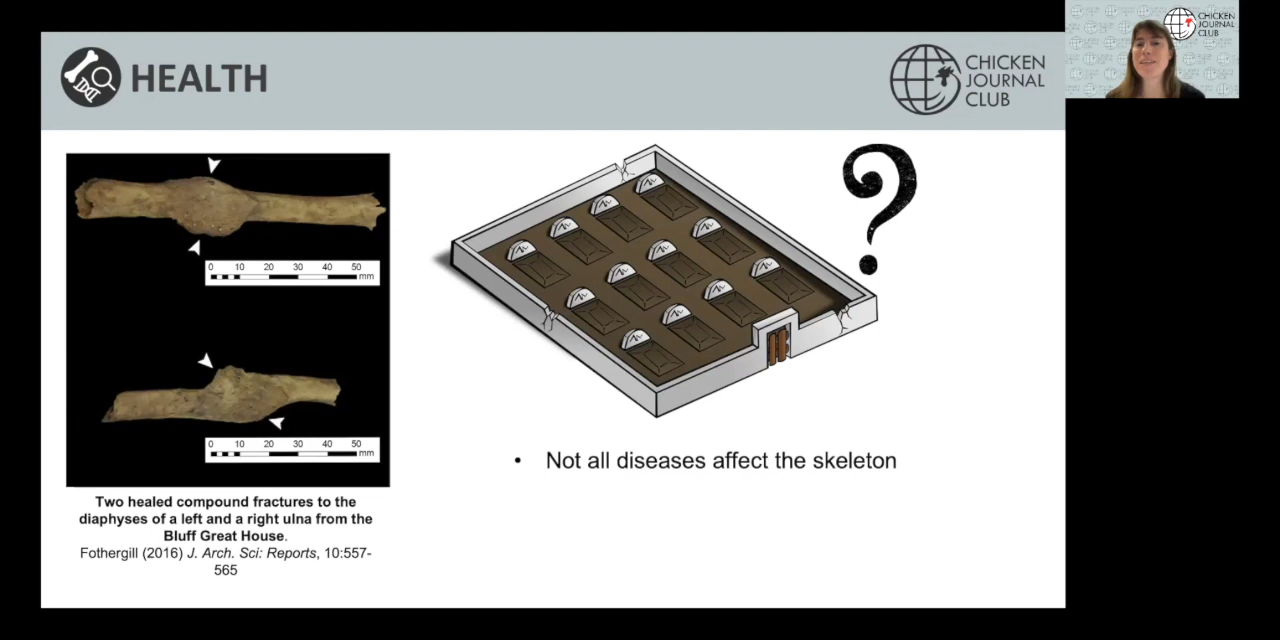 HEALTH
CHICKEN
JOURNAL
CLUB
CHICKEN
JOURNAL
CLUB
0 10 20 30 40 50
mm
0 10 20 30 40 50
mm
Two healed compound fractures to the
diaphyses of a left and a right ulna from the
Bluff Great House.
Fothergill (2016) J. Arch. Sci: Reports, 10:557-
565
?
• Not all diseases affect the skeleton